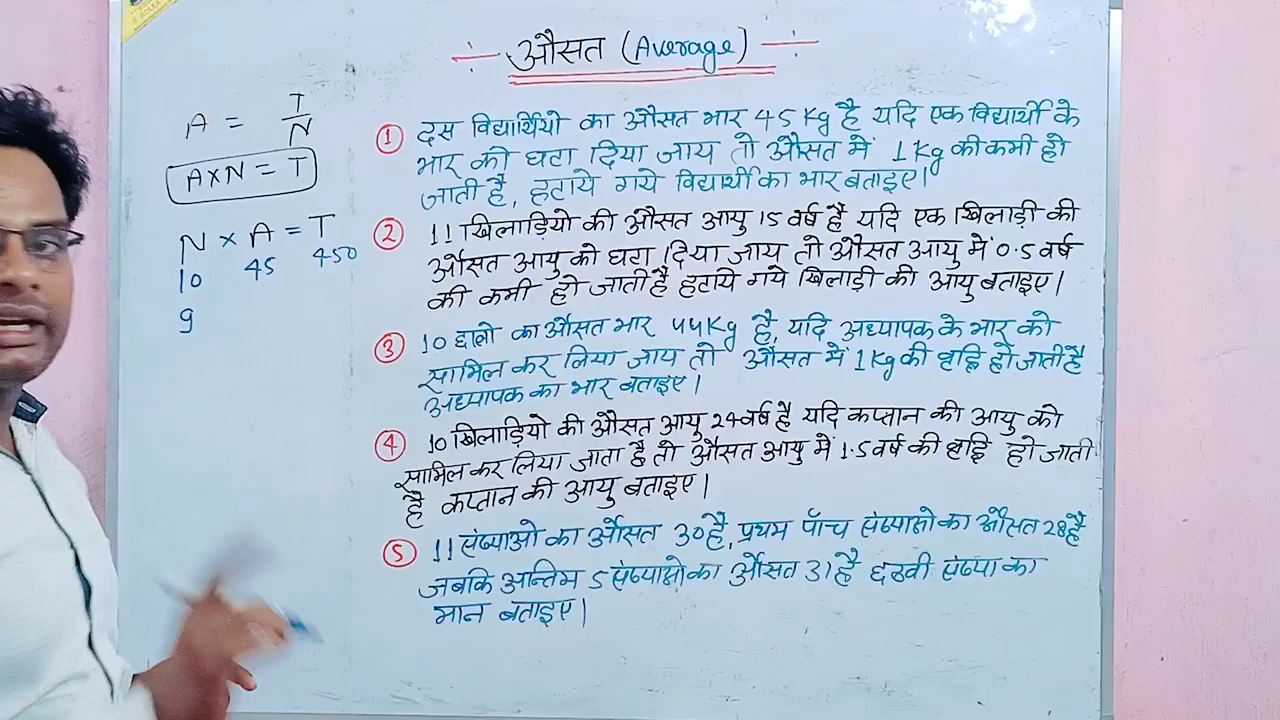 औसत (Average)
A = T/N
A×N = T
N × A = T
10 45 450
9
① दस विद्यार्थियो का औसत भार 45 Kg है यदि एक विद्यार्थी के
भार को घटा दिया जाय तो औसत में 1 Kg की कमी हो
जाती है, हटाये गये विद्यार्थी का भार बताइए।
② 11 खिलाड़ियो की औसत आयु 15 वर्ष है यदि एक खिलाड़ी की
औसत आयु को घटा दिया जाय तो औसत आयु में 0.5 वर्ष
की कमी हो जाती है हटाये गये खिलाड़ी की आयु बताइए।
③ 10 छात्रो का औसत भार 44Kg है, यदि अध्यापक के भार को
सामिल कर लिया जाय तो औसत में 1 Kg की वृद्धि हो जाती है
अध्यापक का भार बताइए।
④ 10 खिलाड़ियो की औसत आयु 24 वर्ष है यदि कप्तान की आयु को
सामिल कर लिया जाता है तो औसत आयु में 1.5 वर्ष की वृद्धि हो जाती
है कप्तान की आयु बताइए।
⑤ 11 संख्याओ का औसत 30 है, प्रथम पाँच संख्याओ का औसत 28 है
जबकि अन्तिम 5 संख्याओ का औसत 31 है छठवी संख्या का
मान बताइए।